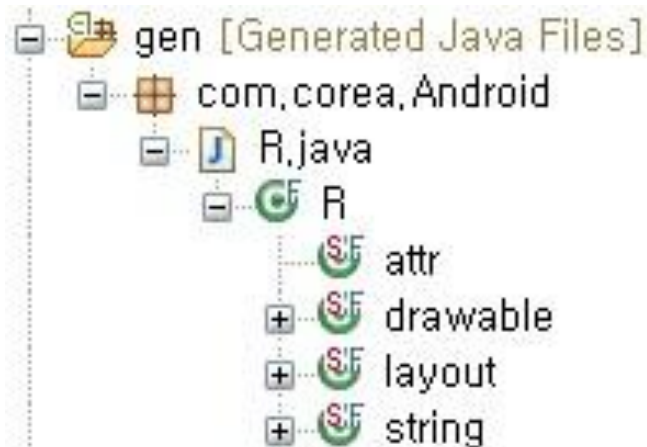 gen [Generated Java Files]
com.corea.Android
R.java
R
attr
drawable
layout
string